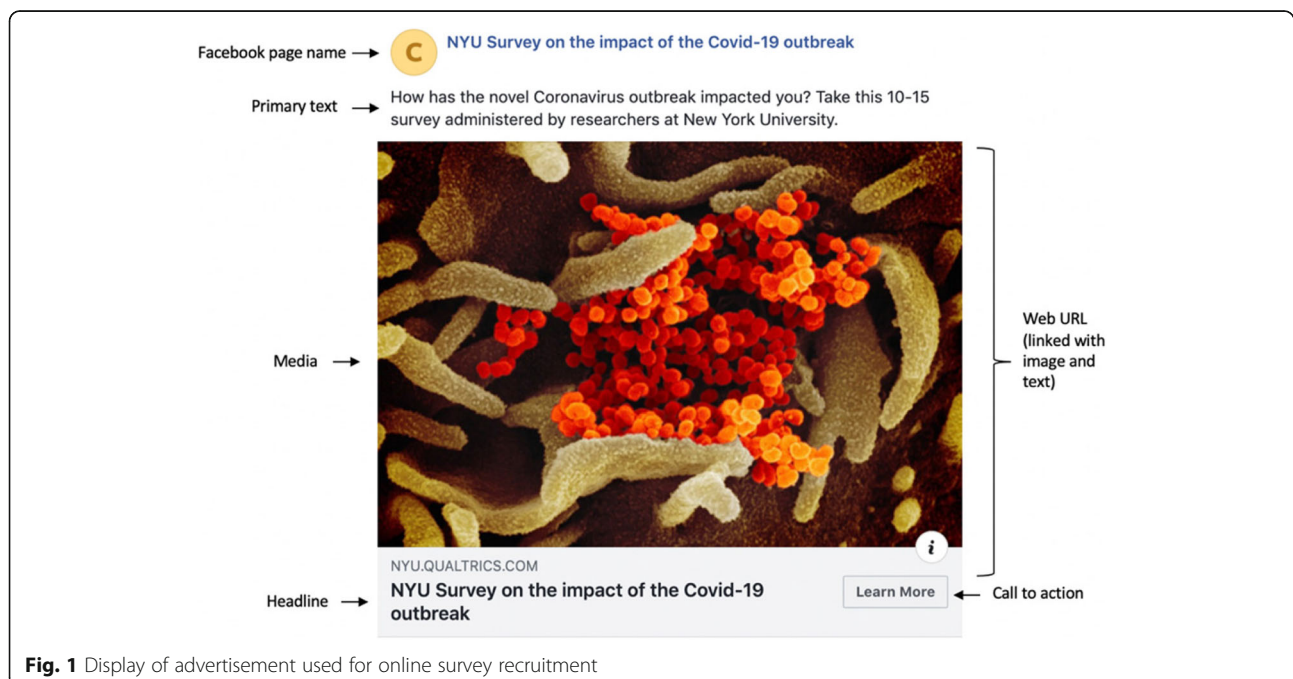 Facebook page name
C
NYU Survey on the impact of the Covid-19 outbreak
Primary text
How has the novel Coronavirus outbreak impacted you? Take this 10-15
survey administered by researchers at New York University.
Media
Web URL
(linked with
image and
text)
i
NYU.QUALTRICS.COM
Headline
NYU Survey on the impact of the Covid-19
outbreak
Learn More
Call to action
Fig. 1 Display of advertisement used for online survey recruitment